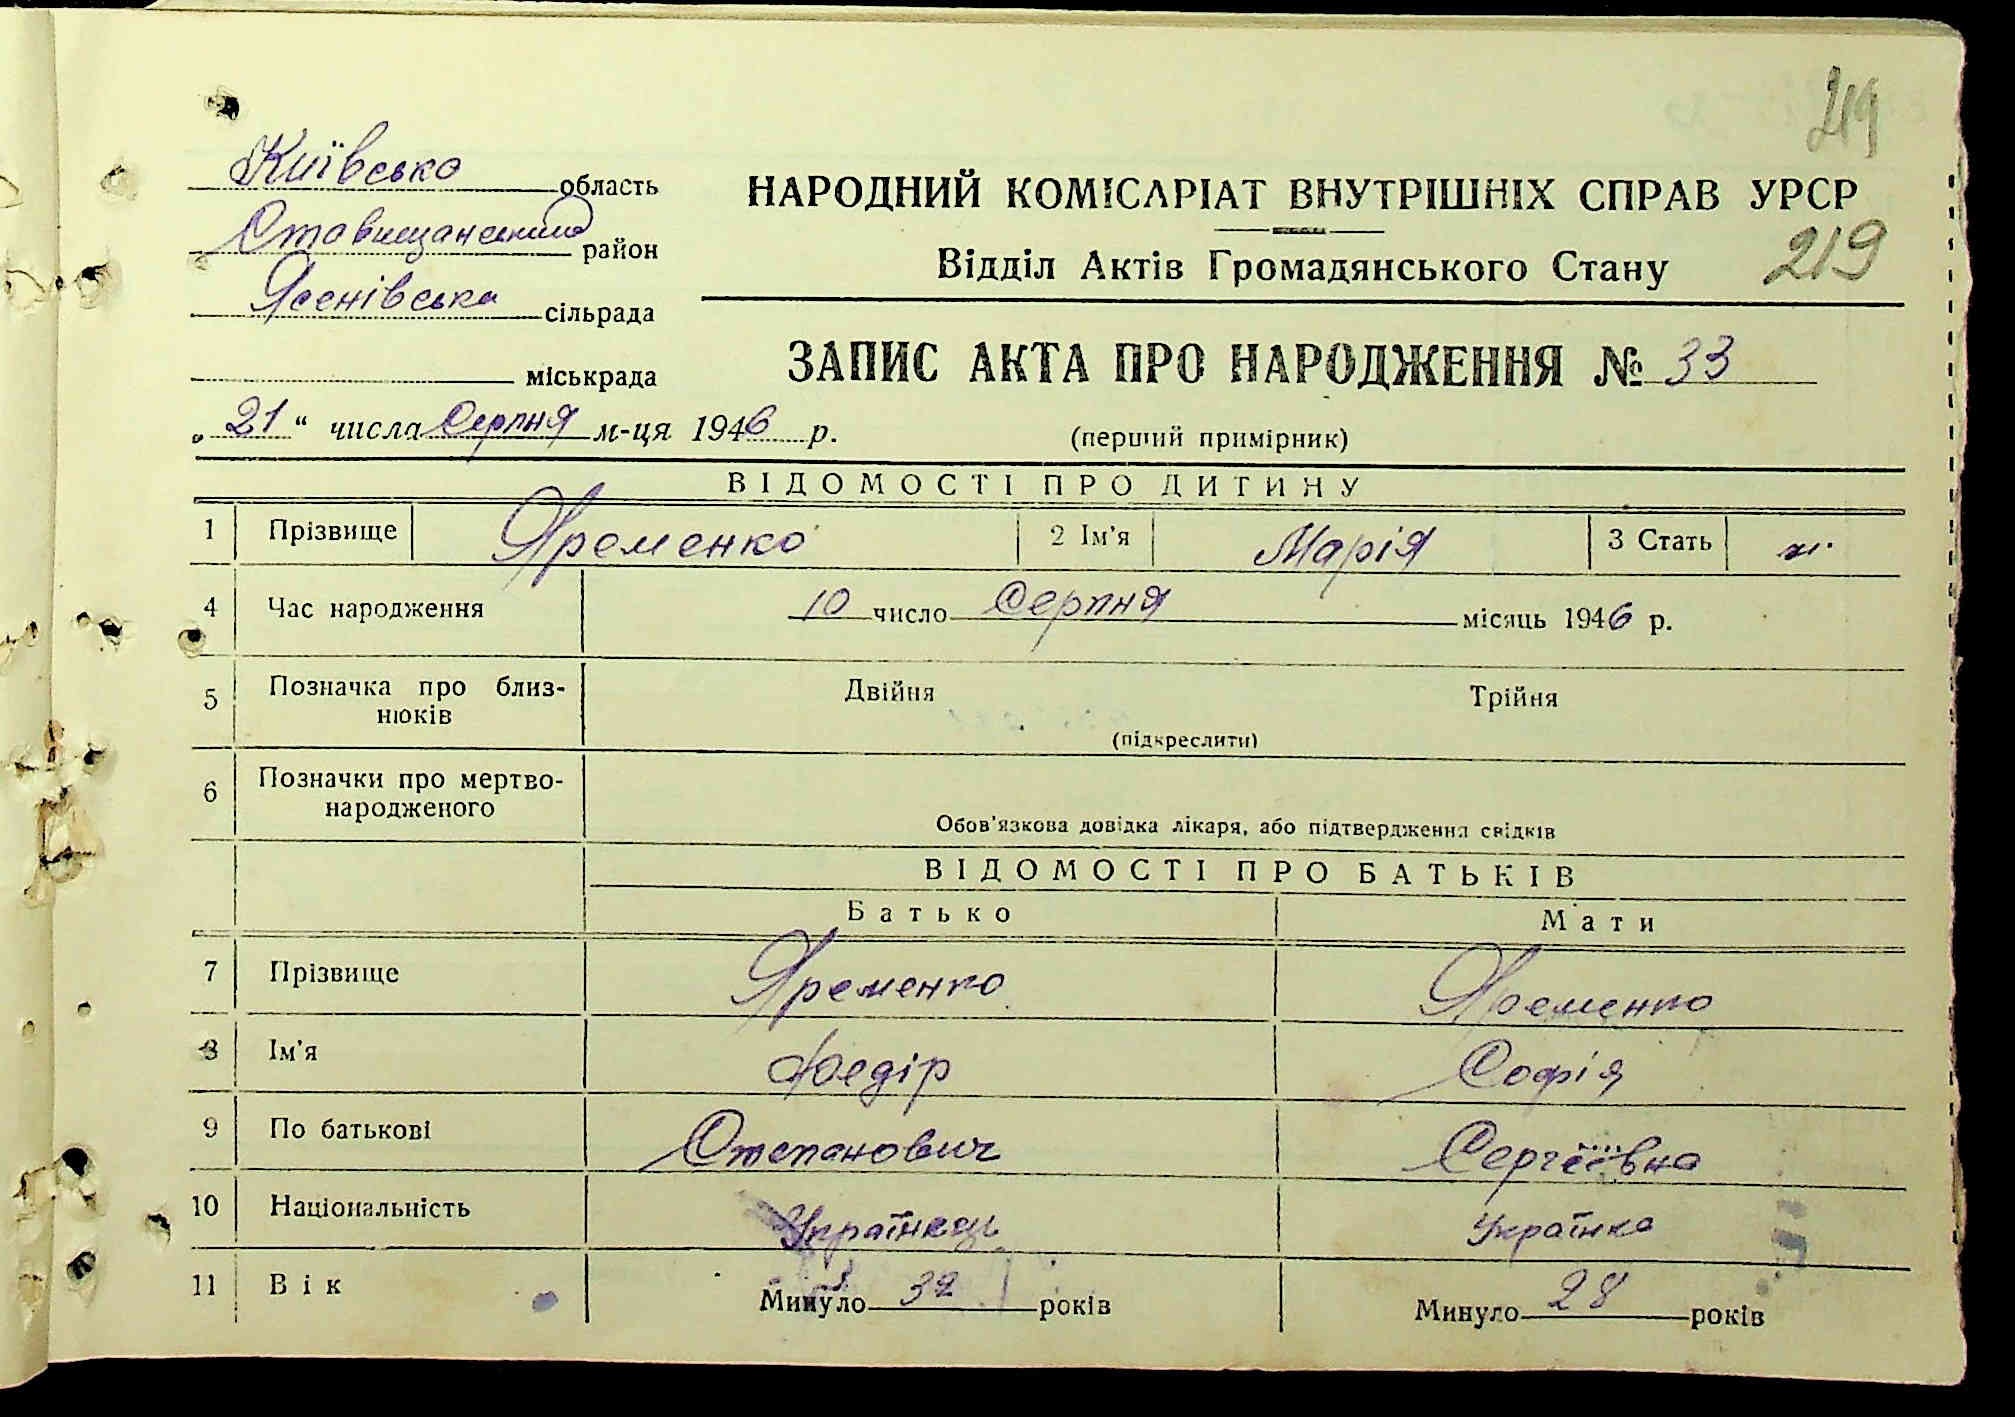 219
Київсько область
Ставищанський район
Ясенівська сільрада
міськрада
„21“ числа Серпня м-ця 1946 р.
НАРОДНИЙ КОМІСАРІАТ ВНУТРІШНІХ СПРАВ УРСР
219
Відділ Актів Громадянського Стану
ЗАПИС АКТА ПРО НАРОДЖЕННЯ № 33
(перший примірник)
ВІДОМОСТІ ПРО ДИТИНУ
1 Прізвище Яременко 2 Ім'я Марія 3 Стать ж.
4 Час народження 10 число Серпня місяць 1946 р.
5 Позначка про близ-
нюків
Двійня Трійня
(підкреслити)
6 Позначки про мертво-
народженого
Обов'язкова довідка лікаря, або підтвердження свідків
ВІДОМОСТІ ПРО БАТЬКІВ
Батько Мати
7 Прізвище Яременко Яременко
8 Ім'я Федір Софія
9 По батькові Степанович Сергіївна
10 Національність Українець Українка
11 Вік Минуло 32 років Минуло 28 років